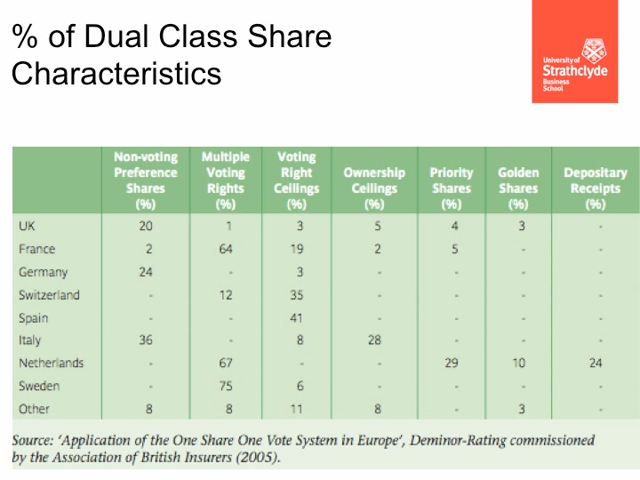 % of Dual Class Share
Characteristics
University of
Strathclyde
Business
School
Non-voting Preference Shares (%) Multiple Voting Rights (%) Voting Right Ceilings (%) Ownership Ceilings (%) Priority Shares (%) Golden Shares (%) Depositary Receipts (%)
UK 20 1 3 5 4 3 -
France 2 64 19 2 5 - -
Germany 24 - 3 - - - -
Switzerland - 12 35 - - - -
Spain - - 41 - - - -
Italy 36 - 8 28 - - -
Netherlands - 67 - - 29 10 24
Sweden - 75 6 - - - -
Other 8 8 11 8 - 3 -
Source: ‘Application of the One Share One Vote System in Europe’, Deminor-Rating commissioned
by the Association of British Insurers (2005).